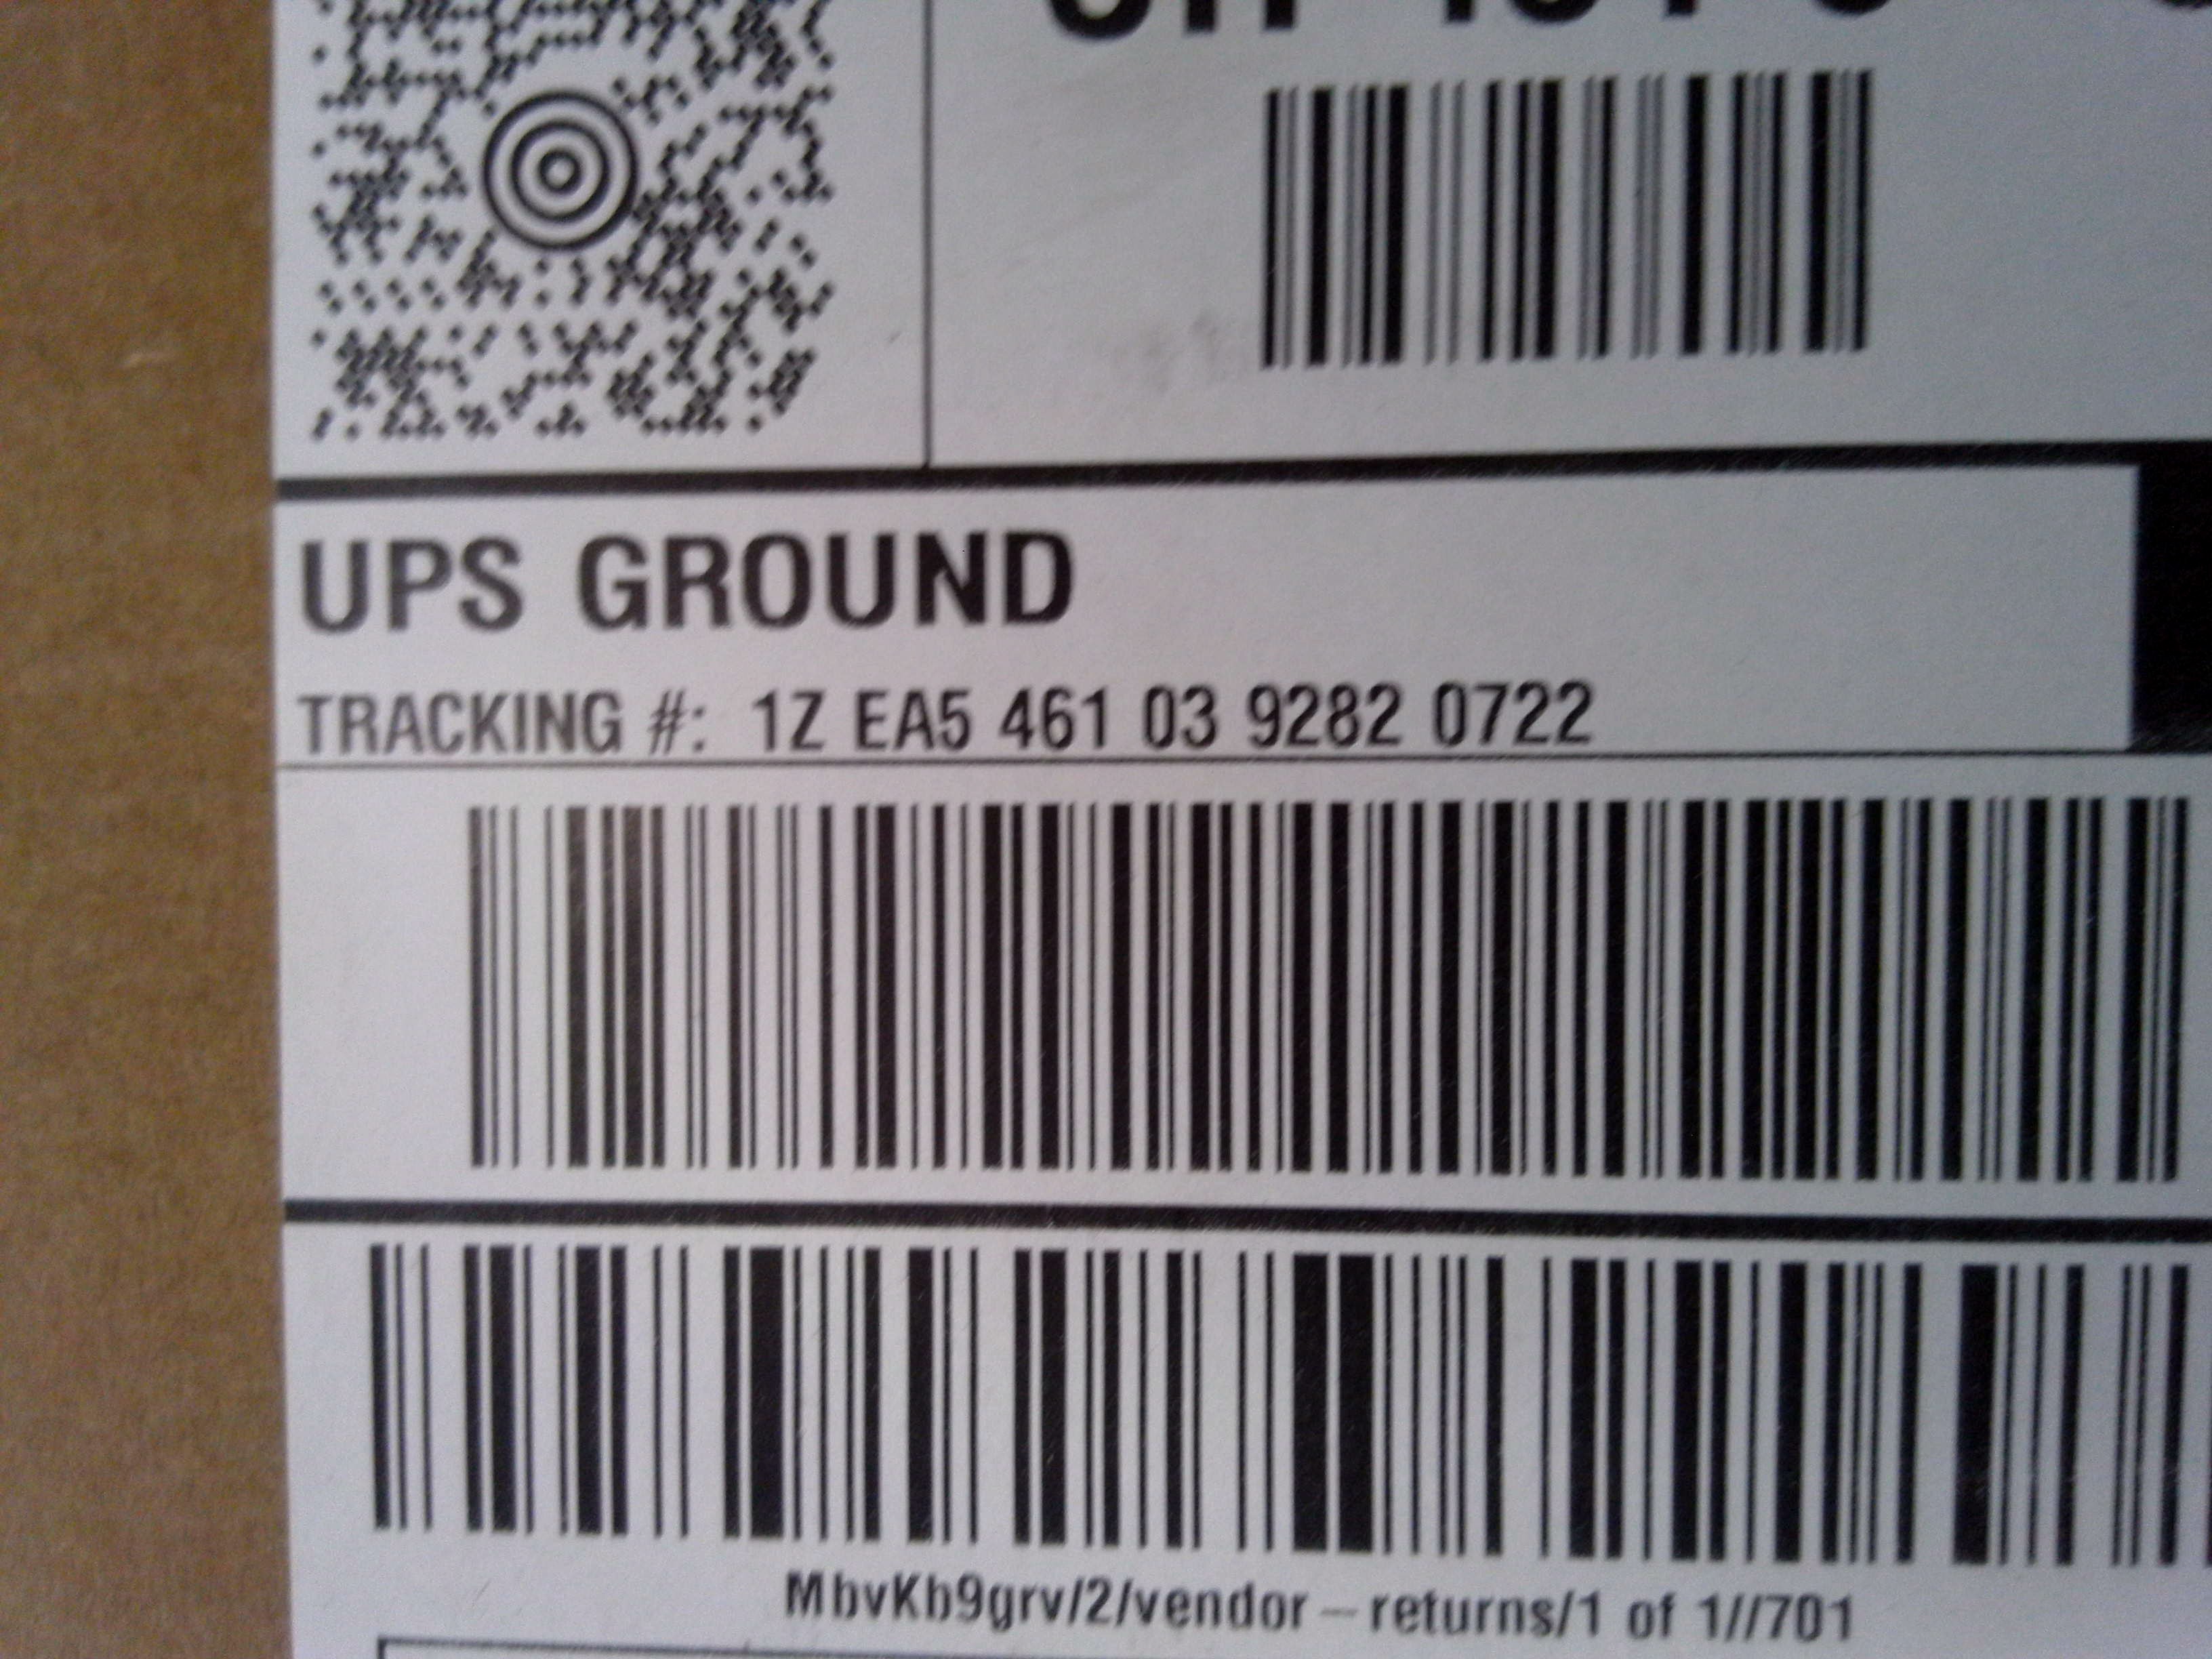 UPS GROUND
TRACKING #: 1Z EA5 461 03 9282 0722
MbvKb9grv/2/vendor – returns/1 of 1//701